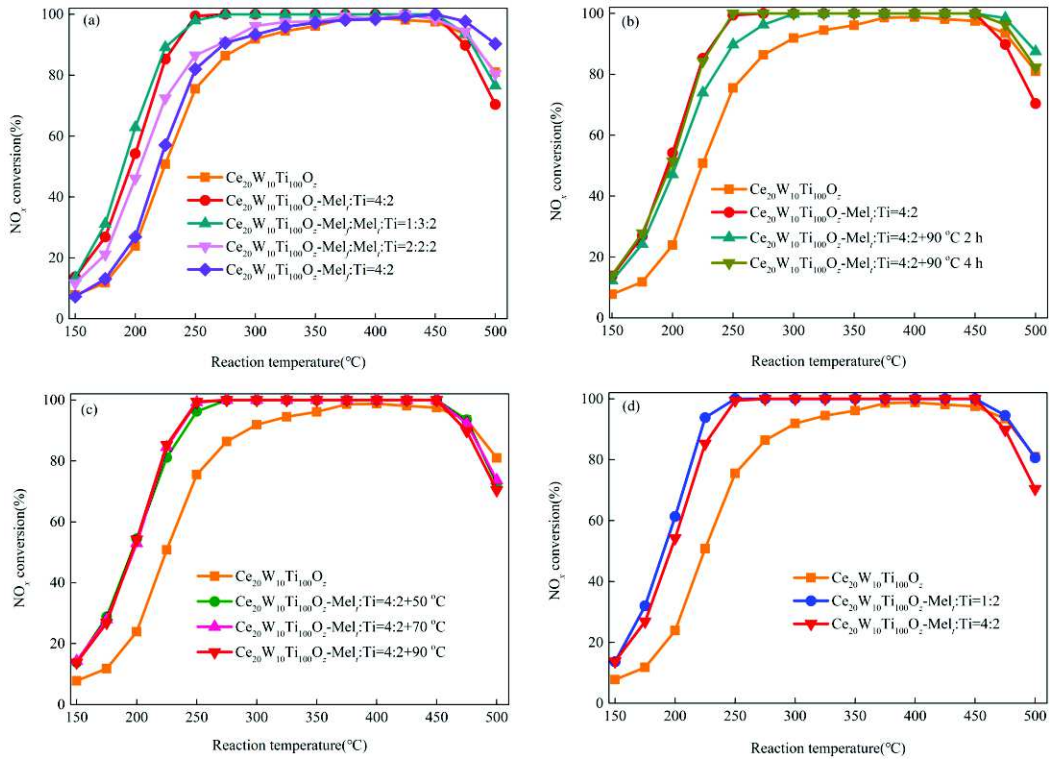 (a)
NOx conversion(%)
100
80
60
40
20
0
Ce20W10Ti100Oz
Ce20W10Ti100Oz-Melt:Ti=4:2
Ce20W10Ti100Oz-Melf:Melt:Ti=1:3:2
Ce20W10Ti100Oz-Melf:Melt:Ti=2:2:2
Ce20W10Ti100Oz-Melf:Ti=4:2
150 200 250 300 350 400 450 500
Reaction temperature(°C)
(b)
NOx conversion(%)
100
80
60
40
20
0
Ce20W10Ti100Oz
Ce20W10Ti100Oz-Melt:Ti=4:2
Ce20W10Ti100Oz-Melt:Ti=4:2+90 °C 2 h
Ce20W10Ti100Oz-Melt:Ti=4:2+90 °C 4 h
150 200 250 300 350 400 450 500
Reaction temperature(°C)
(c)
NOx conversion(%)
100
80
60
40
20
0
Ce20W10Ti100Oz
Ce20W10Ti100Oz-Melt:Ti=4:2+50 °C
Ce20W10Ti100Oz-Melt:Ti=4:2+70 °C
Ce20W10Ti100Oz-Melt:Ti=4:2+90 °C
150 200 250 300 350 400 450 500
Reaction temperature(°C)
(d)
NOx conversion(%)
100
80
60
40
20
0
Ce20W10Ti100Oz
Ce20W10Ti100Oz-Melt:Ti=1:2
Ce20W10Ti100Oz-Melt:Ti=4:2
150 200 250 300 350 400 450 500
Reaction temperature(°C)